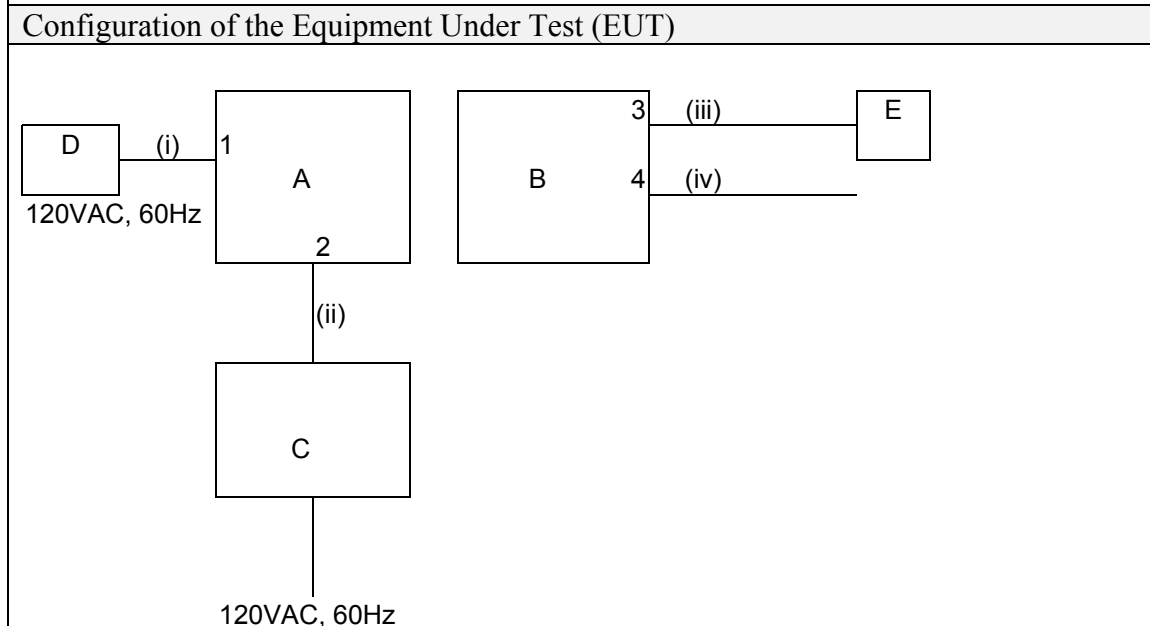 Configuration of the Equipment Under Test (EUT)
3 (iii) E
D (i) 1
A B 4 (iv)
120VAC, 60Hz
2
(ii)
C
120VAC, 60Hz